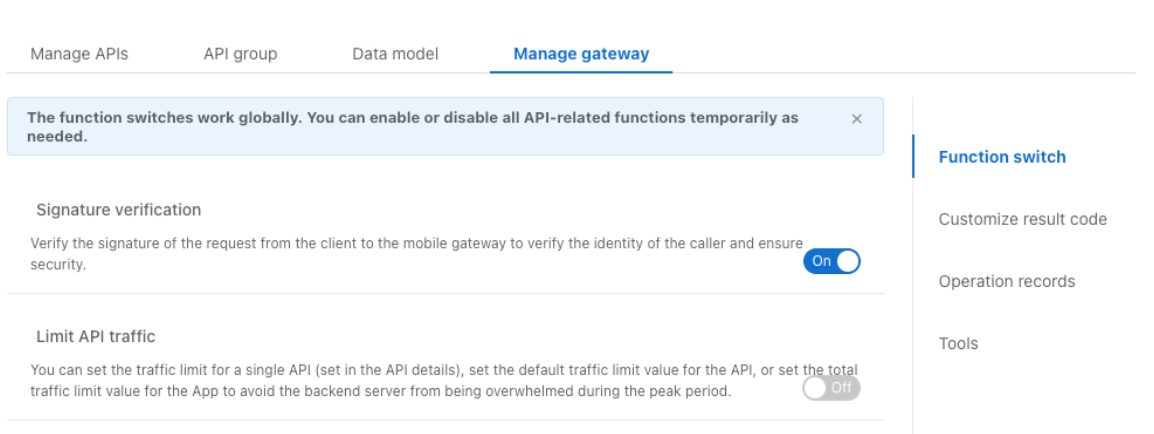 Manage APIs
API group
Data model
Manage gateway
The function switches work globally. You can enable or disable all API-related functions temporarily as
needed.
Signature verification
Verify the signature of the request from the client to the mobile gateway to verify the identity of the caller and ensure
security.
On
Limit API traffic
You can set the traffic limit for a single API (set in the API details), set the default traffic limit value for the API, or set the total
traffic limit value for the App to avoid the backend server from being overwhelmed during the peak period.
Off
Function switch
Customize result code
Operation records
Tools